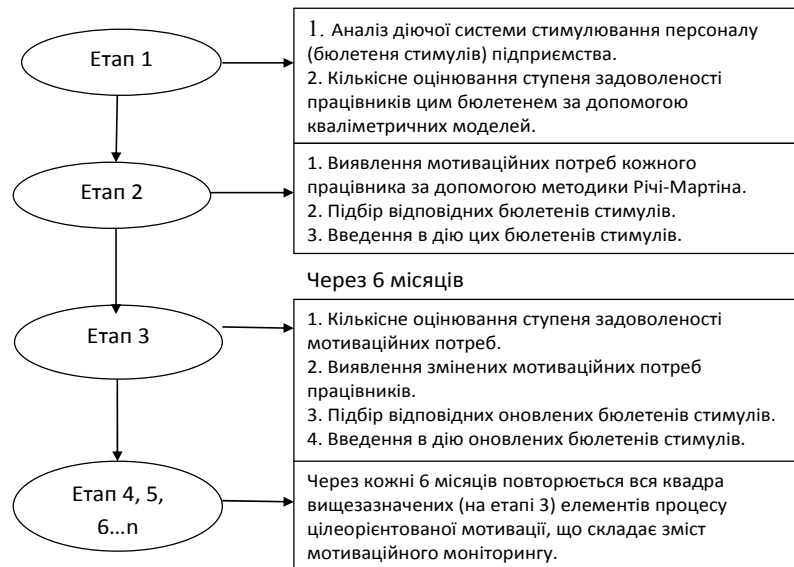 Етап 1
1. Аналіз діючої системи стимулювання персоналу
(бюлетеня стимулів) підприємства.
2. Кількісне оцінювання ступеня задоволеності
працівників цим бюлетенем за допомогою
кваліметричних моделей.
Етап 2
1. Виявлення мотиваційних потреб кожного
працівника за допомогою методики Річі-Мартіна.
2. Підбір відповідних бюлетенів стимулів.
3. Введення в дію цих бюлетенів стимулів.
Через 6 місяців
Етап 3
1. Кількісне оцінювання ступеня задоволеності
мотиваційних потреб.
2. Виявлення змінених мотиваційних потреб
працівників.
3. Підбір відповідних оновлених бюлетенів стимулів.
4. Введення в дію оновлених бюлетенів стимулів.
Етап 4, 5,
6...n
Через кожні 6 місяців повторюється вся квадра
вищезазначених (на етапі 3) елементів процесу
цілеорієнтованої мотивації, що складає зміст
мотиваційного моніторингу.